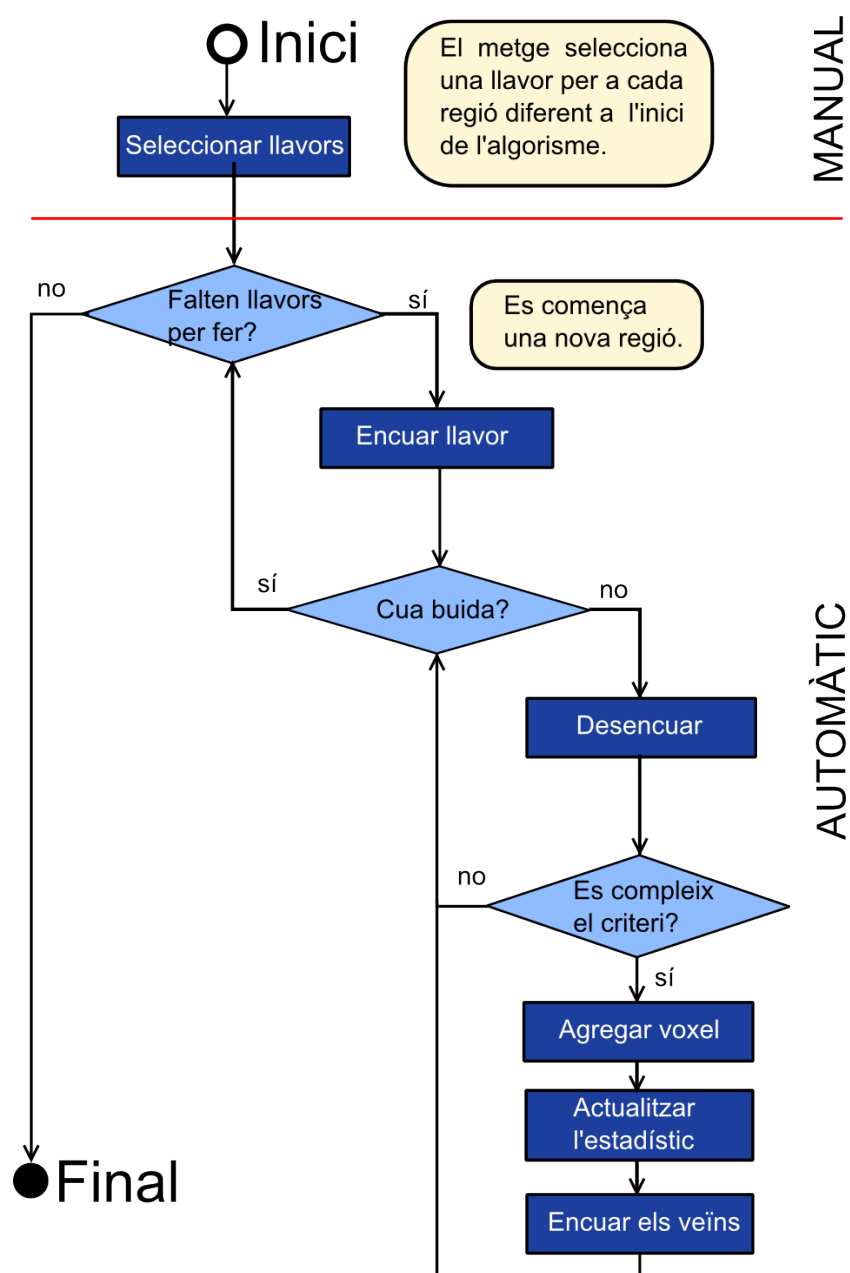 Inici
El metge selecciona
una llavor per a cada
regió diferent a l'inici
de l'algorisme.
MANUAL
Seleccionar llavors
no
Falten llavors
per fer?
sí
Es comença
una nova regió.
Encuar llavor
sí
Cua buida?
no
AUTOMÀTIC
Desencuar
no
Es compleix
el criteri?
sí
Agregar voxel
Actualitzar
l'estadístic
Final
Encuar els veïns